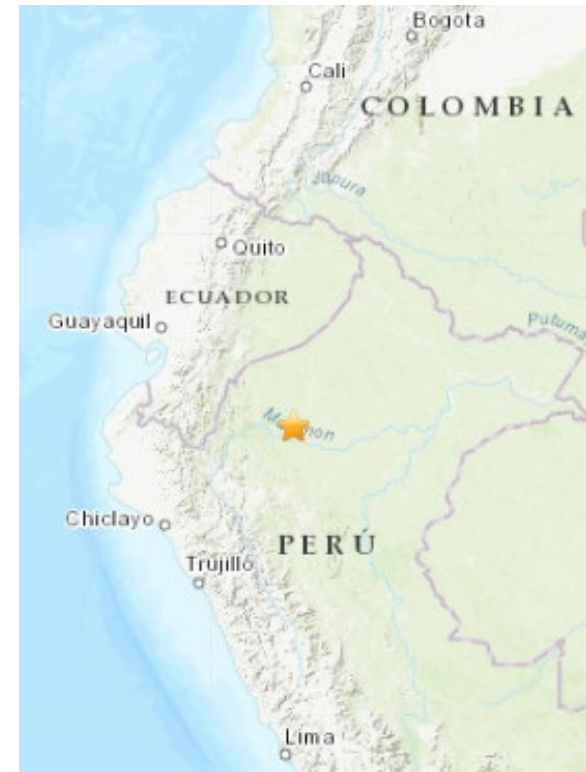 Bogota
Cali
COLOMBIA
Japura
Quito
ECUADOR
Putuma
Guayaquil
Chiclayo
PERÚ
Trujillo
Lima